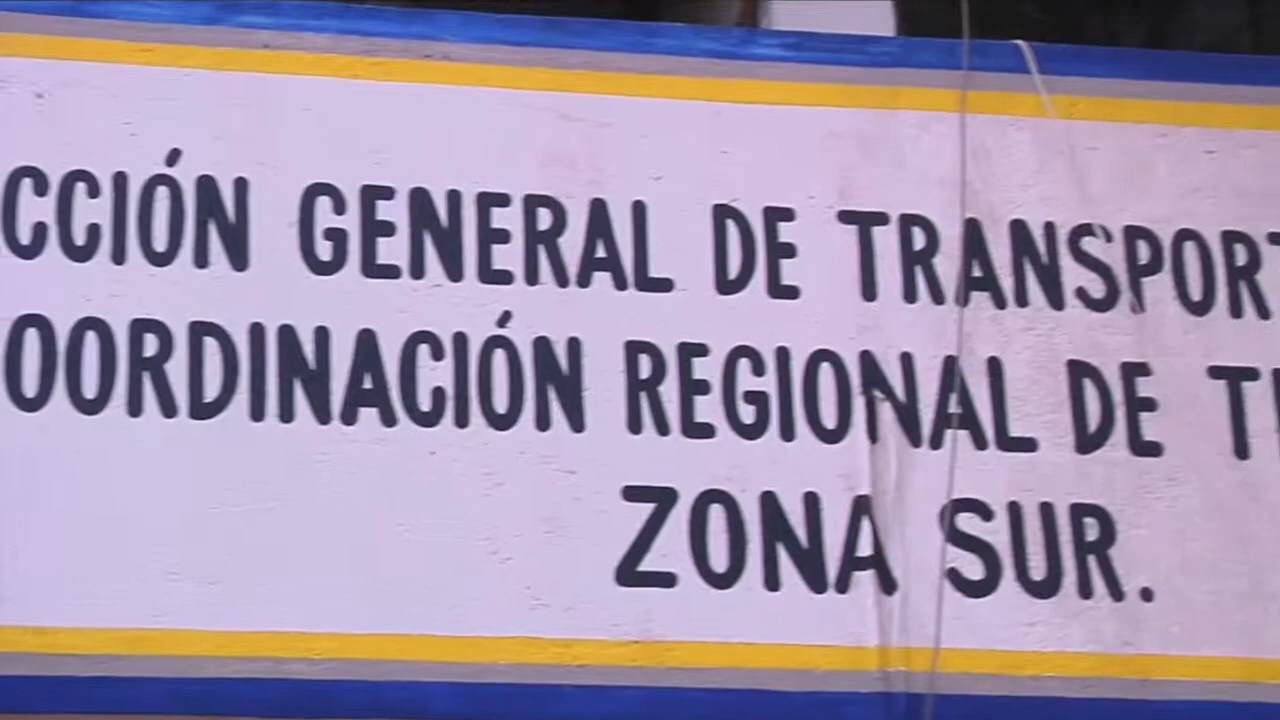 CCIÓN GENERAL DE TRANSPORT
OORDINACIÓN REGIONAL DE T
ZONA SUR.